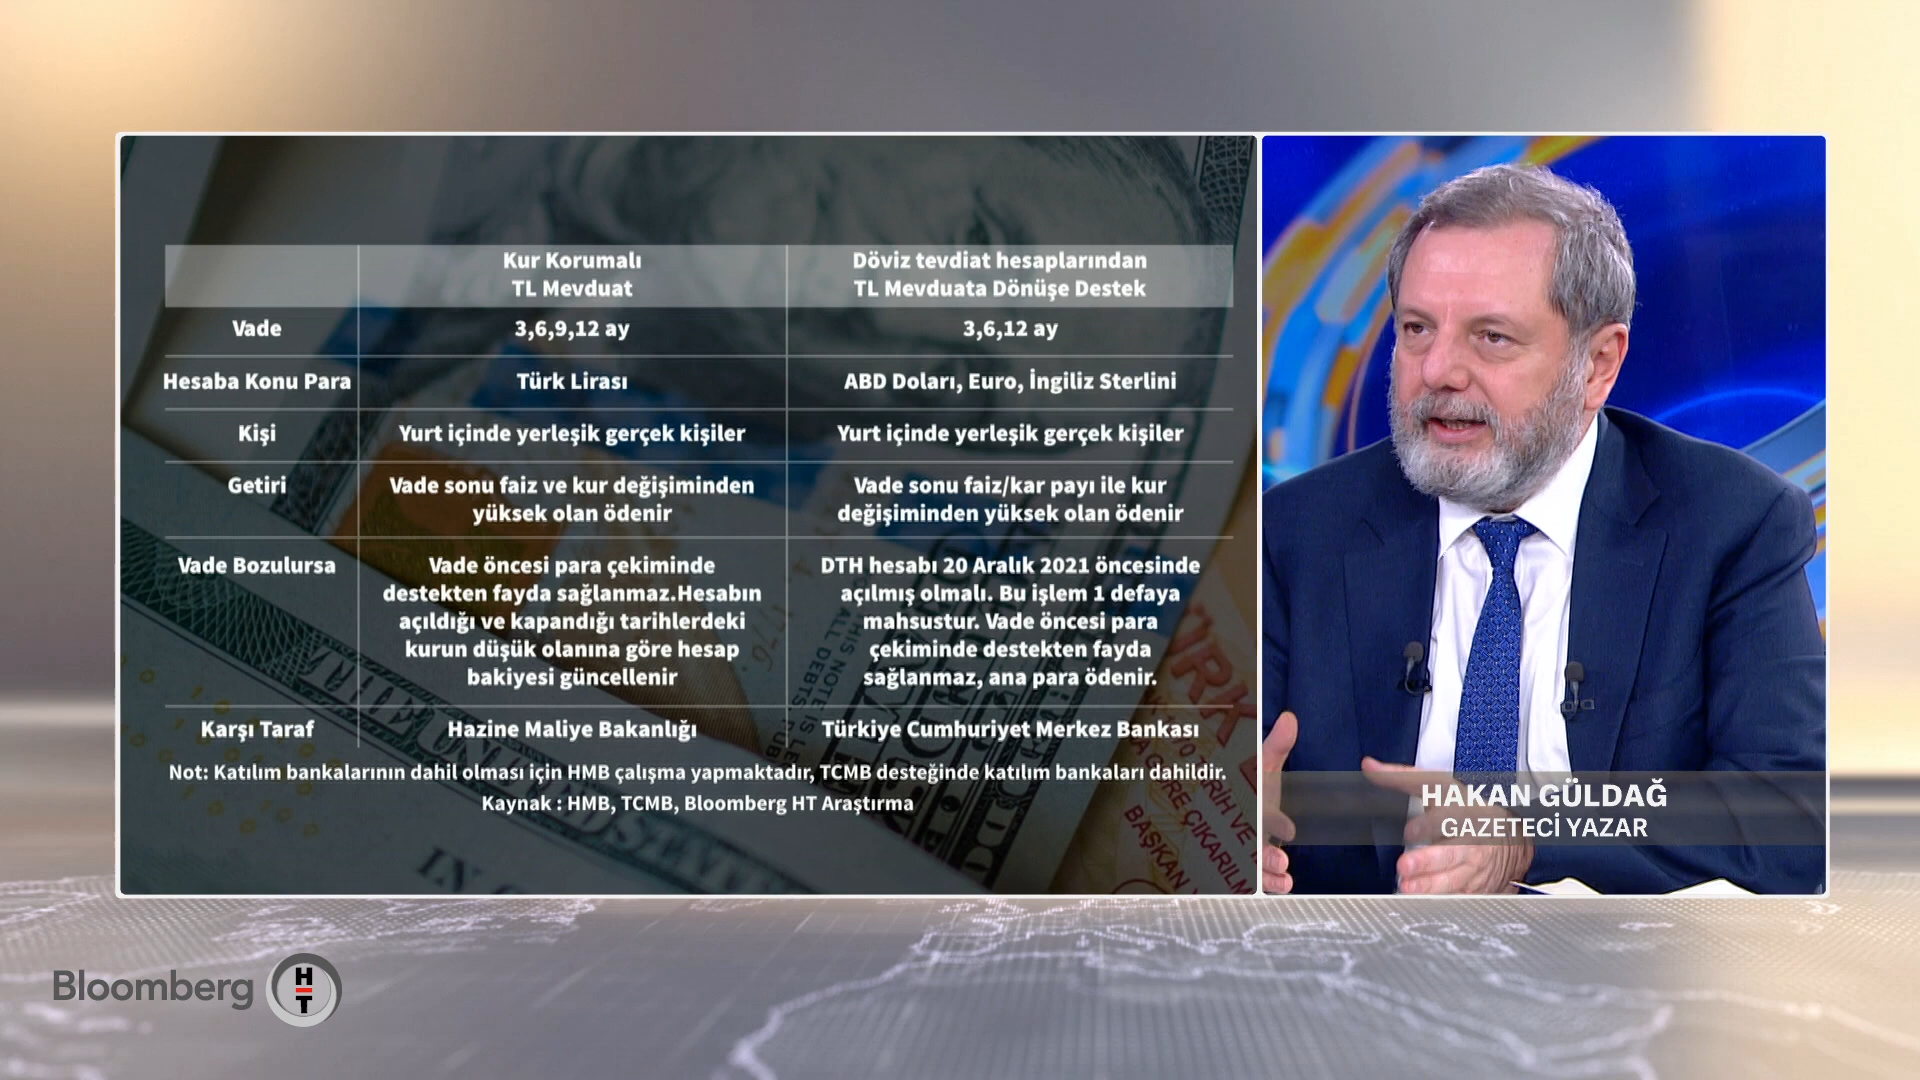 Kur Korumalı
TL Mevduat
Döviz tevdiat hesaplarından
TL Mevduata Dönüşe Destek
Vade
3,6,9,12 ay
3,6,12 ay
Hesaba Konu Para
Türk Lirası
ABD Doları, Euro, İngiliz Sterlini
Kişi
Yurt içinde yerleşik gerçek kişiler
Yurt içinde yerleşik gerçek kişiler
Getiri
Vade sonu faiz ve kur değişiminden
yüksek olan ödenir
Vade sonu faiz/kar payı ile kur
değişiminden yüksek olan ödenir
Vade Bozulursa
Vade öncesi para çekiminde
destekten fayda sağlanmaz.Hesabın
açıldığı ve kapandığı tarihlerdeki
kurun düşük olanına göre hesap
bakiyesi güncellenir
DTH hesabı 20 Aralık 2021 öncesinde
açılmış olmalı. Bu işlem 1 defaya
mahsustur. Vade öncesi para
çekiminde destekten fayda
sağlanmaz, ana para ödenir.
Karşı Taraf
Hazine Maliye Bakanlığı
Türkiye Cumhuriyet Merkez Bankası
Not: Katılım bankalarının dahil olması için HMB çalışma yapmaktadır, TCMB desteğinde katılım bankaları dahildir.
Kaynak : HMB, TCMB, Bloomberg HT Araştırma
HAKAN GÜLDAĞ
GAZETECİ YAZAR
Bloomberg HT